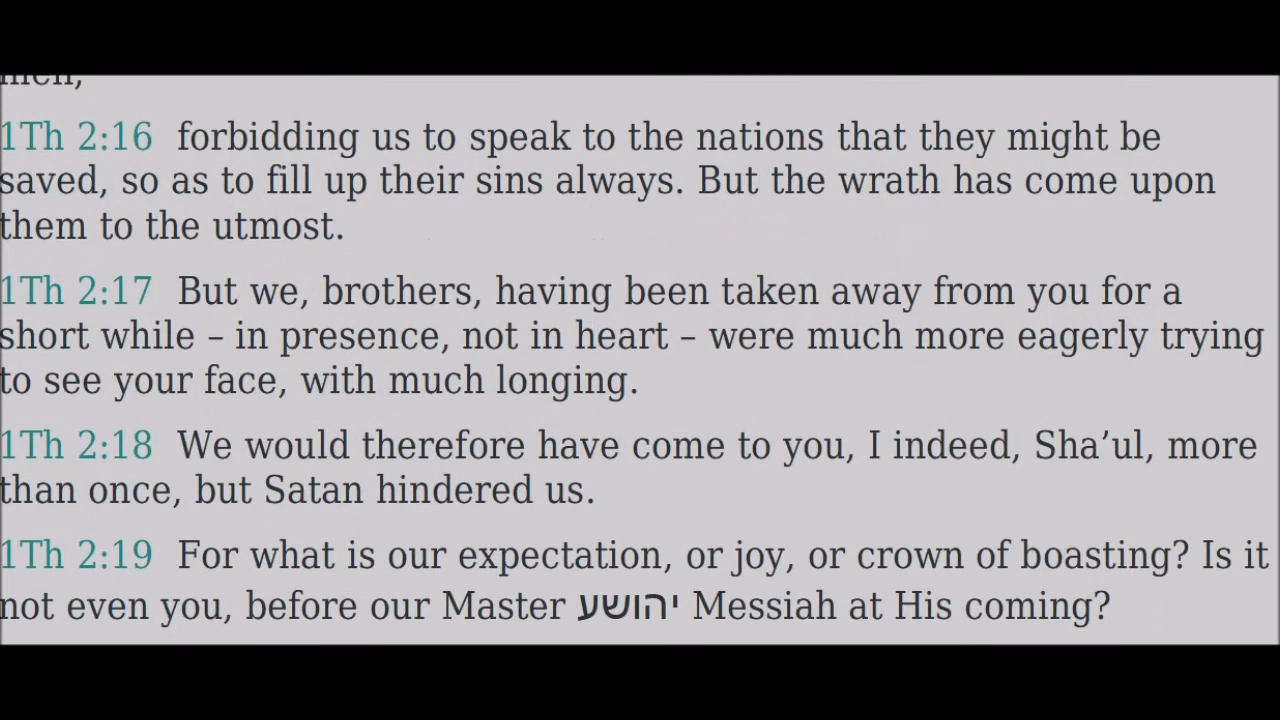 men,
1Th 2:16 forbidding us to speak to the nations that they might be
saved, so as to fill up their sins always. But the wrath has come upon
them to the utmost.
1Th 2:17 But we, brothers, having been taken away from you for a
short while – in presence, not in heart – were much more eagerly trying
to see your face, with much longing.
1Th 2:18 We would therefore have come to you, I indeed, Sha’ul, more
than once, but Satan hindered us.
1Th 2:19 For what is our expectation, or joy, or crown of boasting? Is it
not even you, before our Master יהושע Messiah at His coming?